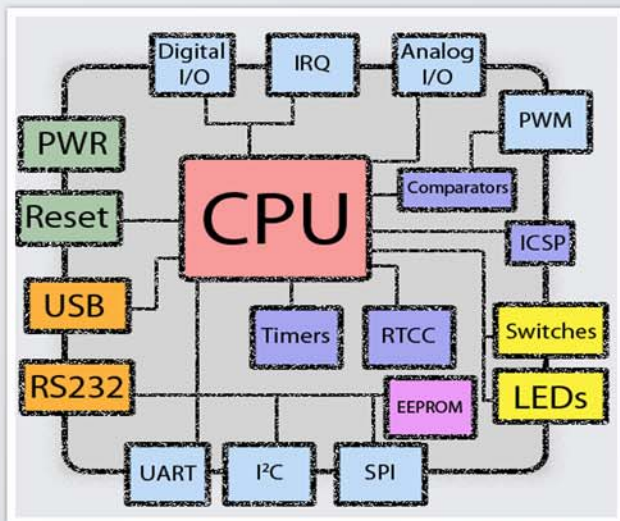 Digital
I/O
IRQ
Analog
I/O
PWR
PWM
Reset
CPU
Comparators
ICSP
USB
Timers
RTCC
Switches
RS232
EEPROM
LEDs
UART
I²C
SPI